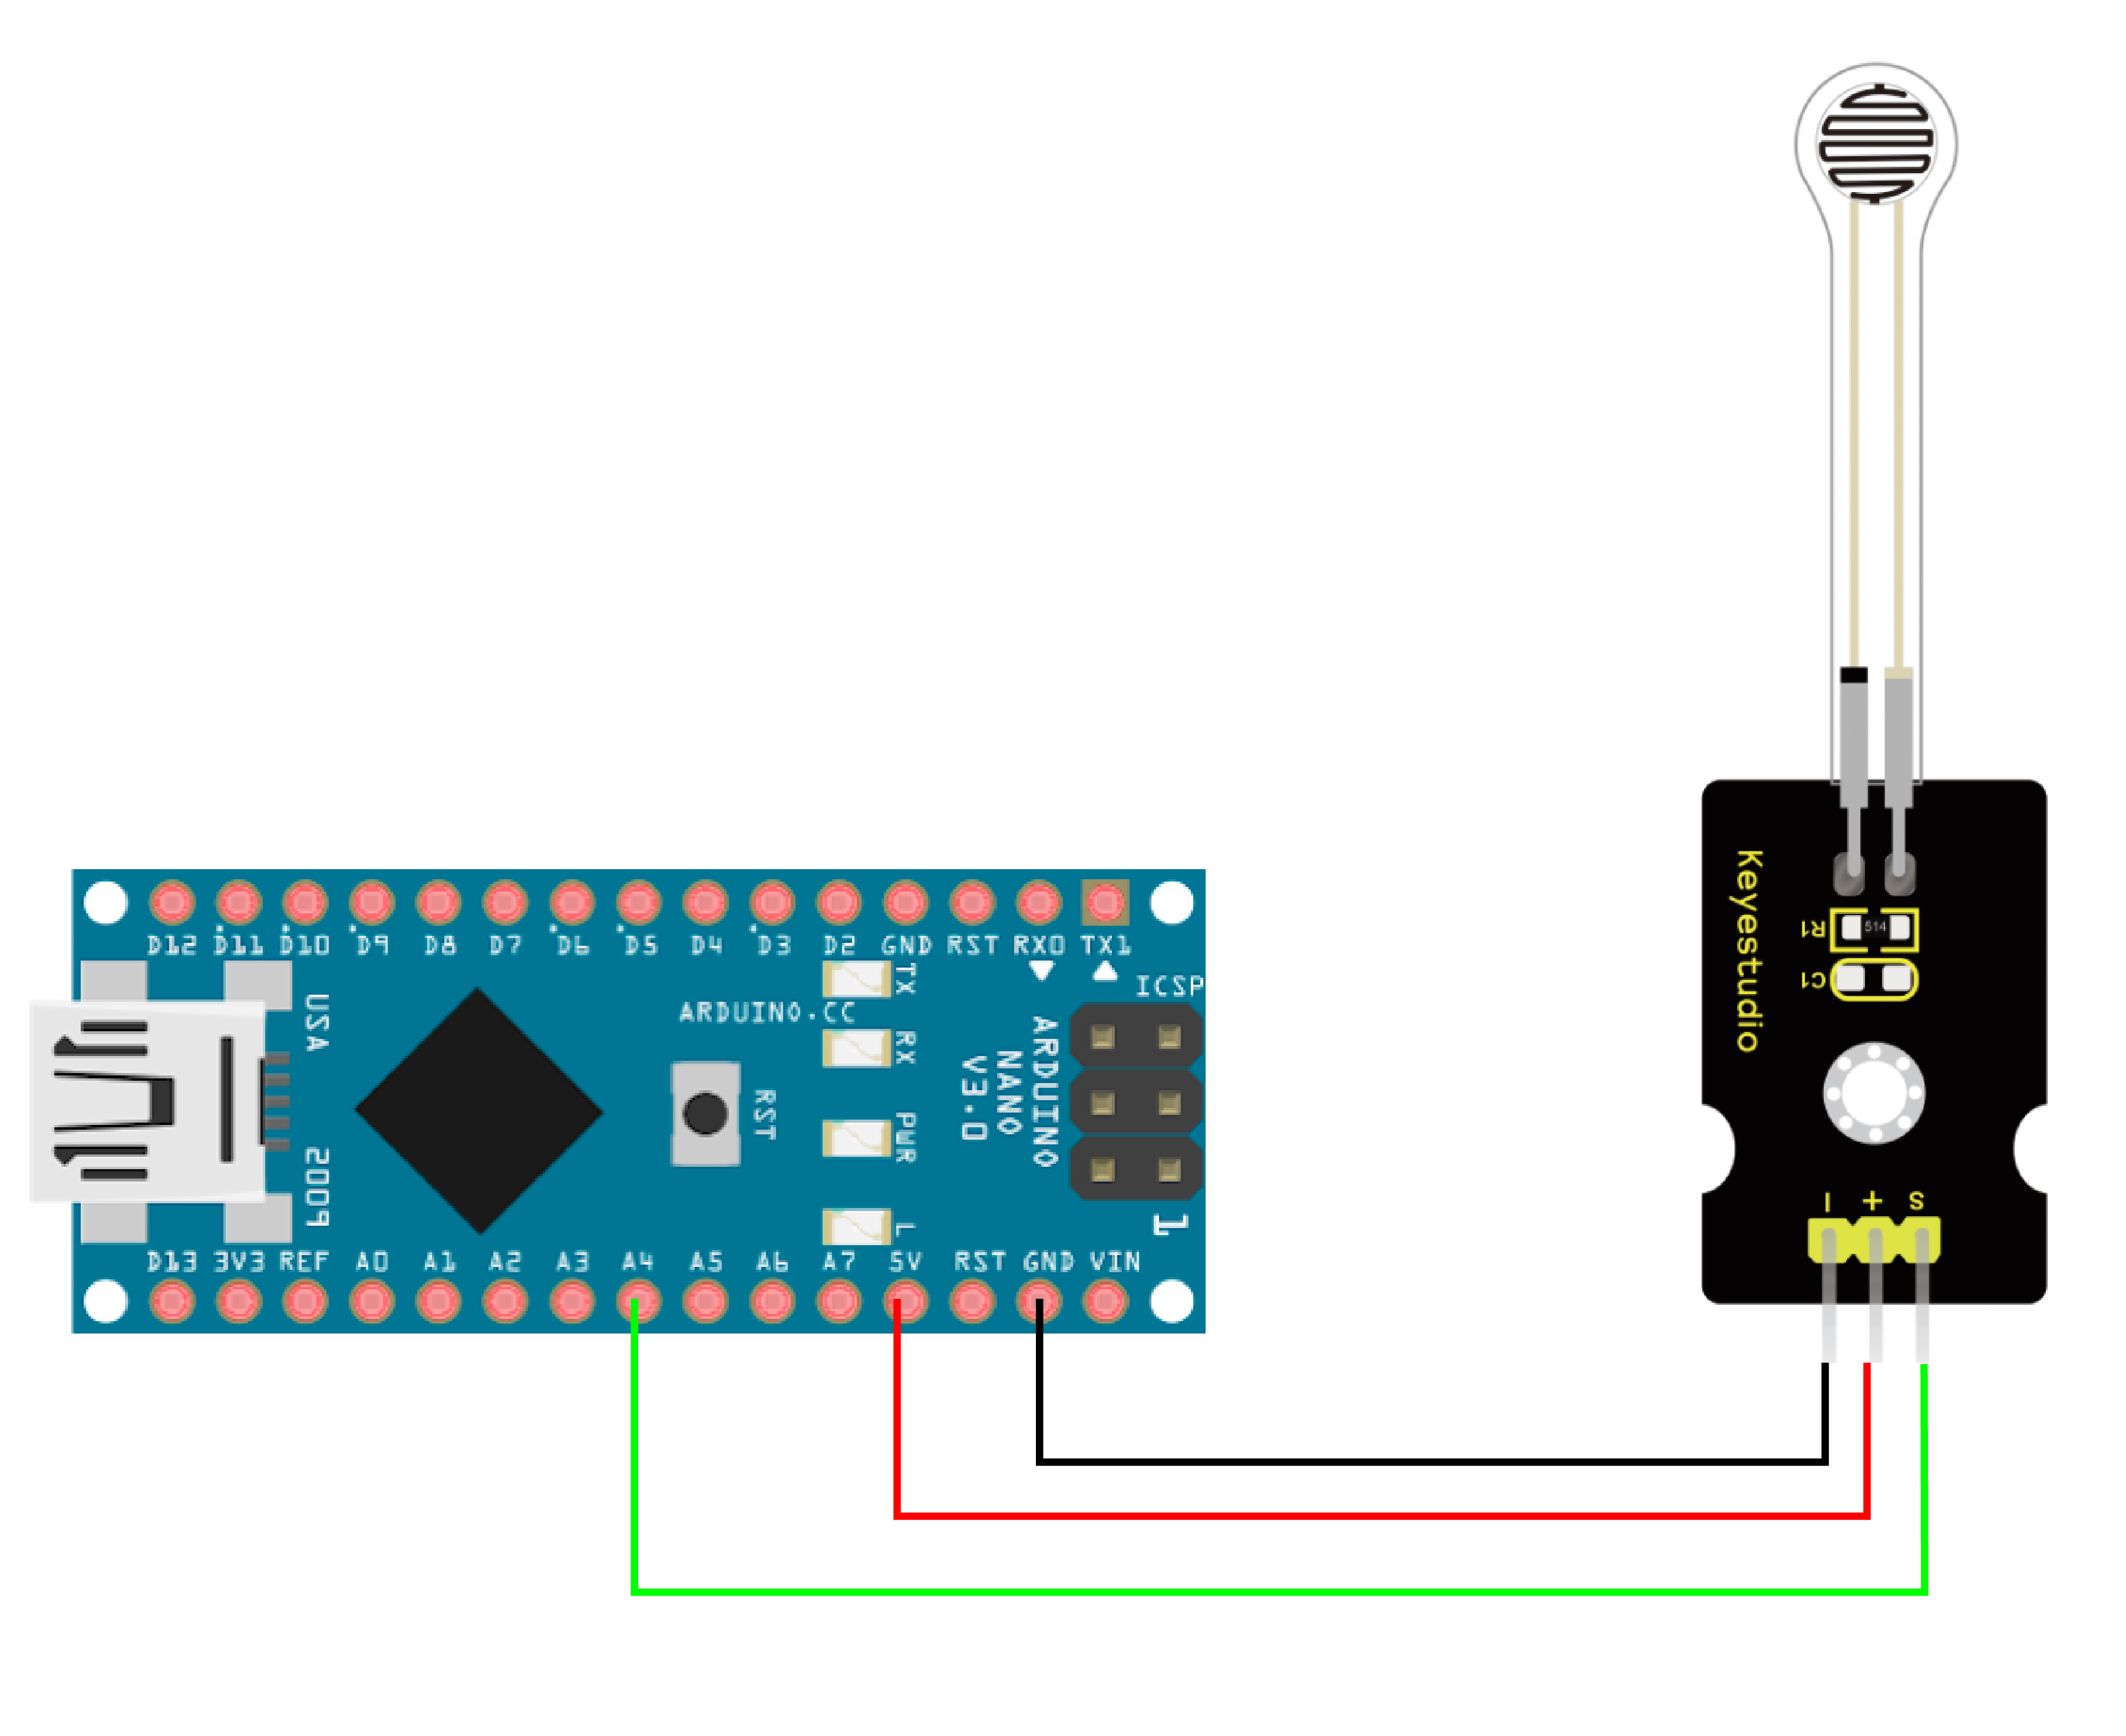 D12 D11 D10 D9 D8 D7 D6 D5 D4 D3 D2 GND RST RX0 TX1
ICSP
TX
ARDUINO.CC
RX
USA
2009
RST
PWR
L
ARDUINO
NANO
V3.0
1
D13 3V3 REF A0 A1 A2 A3 A4 A5 A6 A7 5V RST GND VIN
Keyestudio
R1
514
C1
- + S